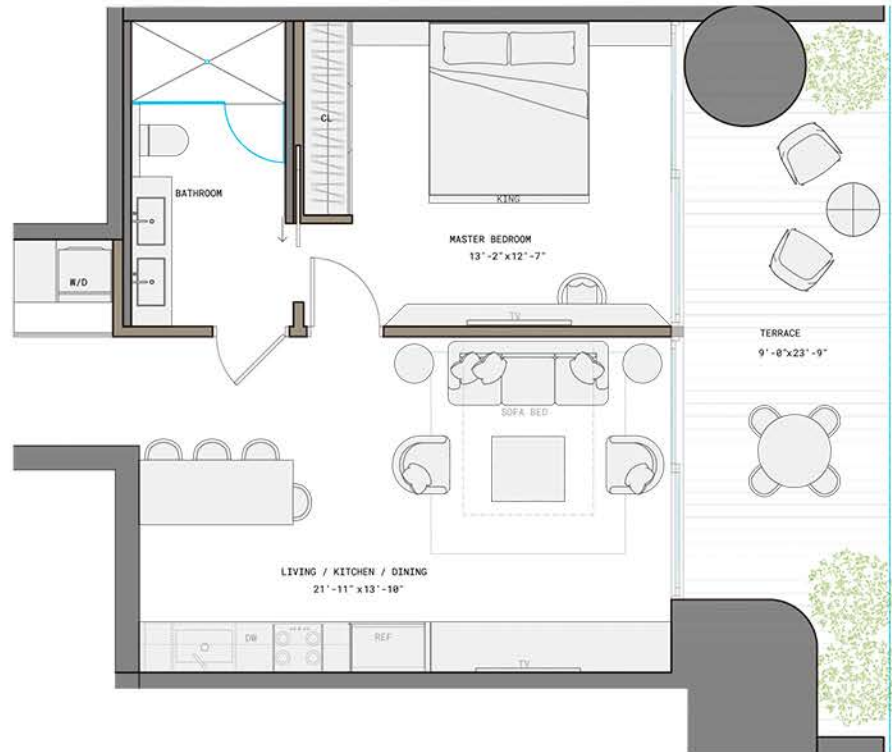 CL
BATHROOM
KING
MASTER BEDROOM
13'-2"x12'-7"
W/D
TV
TERRACE
9'-0"x23'-9"
SOFA BED
LIVING / KITCHEN / DINING
21'-11"x13'-10"
DW
REF
TV